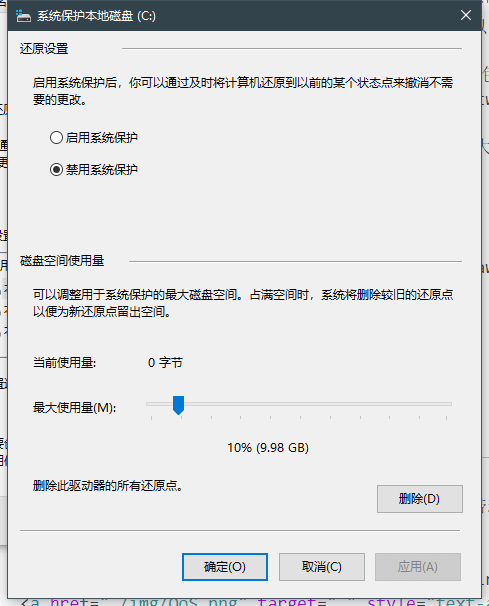 系统保护本地磁盘 (C:)
还原设置
启用系统保护后，你可以通过及时将计算机还原到以前的某个状态点来撤消不需
要的更改。
启用系统保护
禁用系统保护
磁盘空间使用量
可以调整用于系统保护的最大磁盘空间。占满空间时，系统将删除较旧的还原点
以便为新还原点留出空间。
当前使用量: 0 字节
最大使用量(M):
10% (9.98 GB)
删除此驱动器的所有还原点。
删除(D)
确定(O) 取消(C) 应用(A)